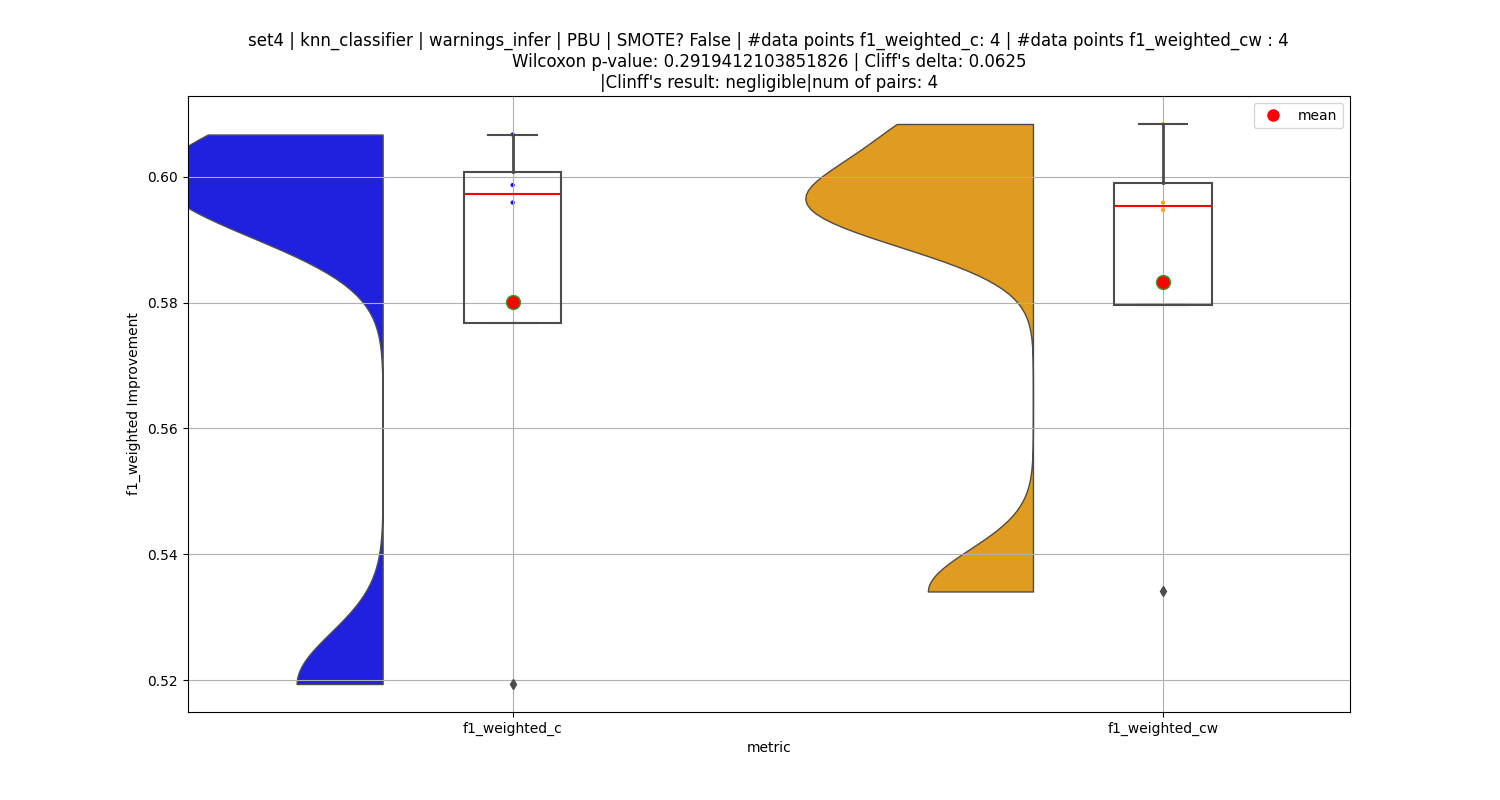 set4 | knn_classifier | warnings_infer | PBU | SMOTE? False | #data points f1_weighted_c: 4 | #data points f1_weighted_cw : 4
Wilcoxon p-value: 0.2919412103851826 | Cliff's delta: 0.0625
|Clinff's result: negligible|num of pairs: 4
mean
0.60
0.58
0.56
0.54
0.52
f1_weighted Improvement
f1_weighted_c
f1_weighted_cw
metric